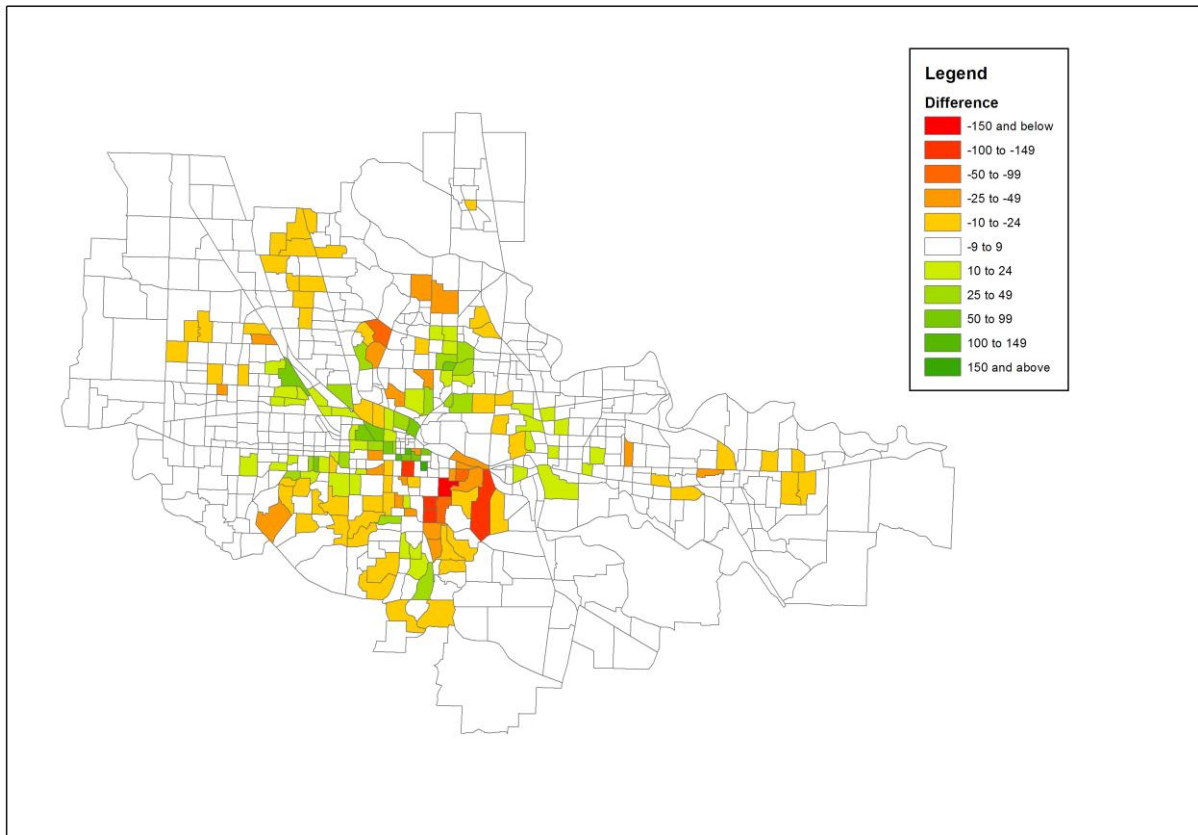 Legend
Difference
-150 and below
-100 to -149
-50 to -99
-25 to -49
-10 to -24
-9 to 9
10 to 24
25 to 49
50 to 99
100 to 149
150 and above